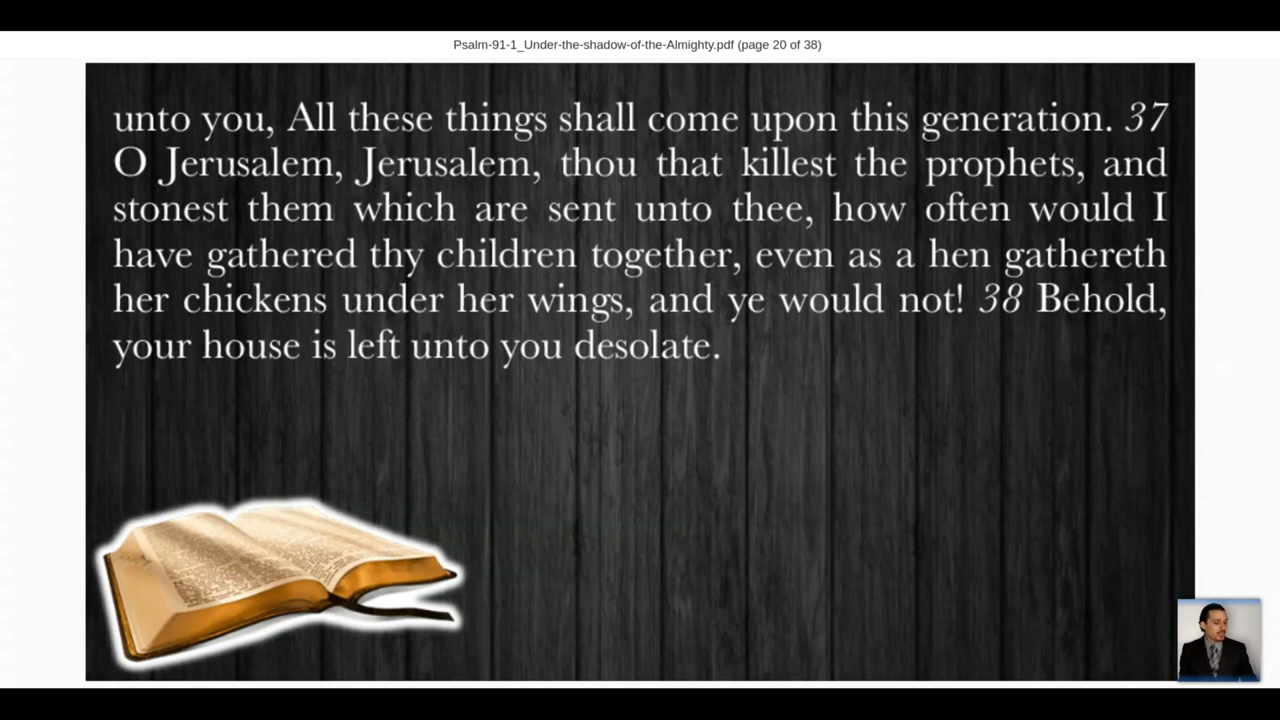 Psalm-91-1_Under-the-shadow-of-the-Almighty.pdf (page 20 of 38)
unto you, All these things shall come upon this generation. 37
O Jerusalem, Jerusalem, thou that killest the prophets, and
stonest them which are sent unto thee, how often would I
have gathered thy children together, even as a hen gathereth
her chickens under her wings, and ye would not! 38 Behold,
your house is left unto you desolate.